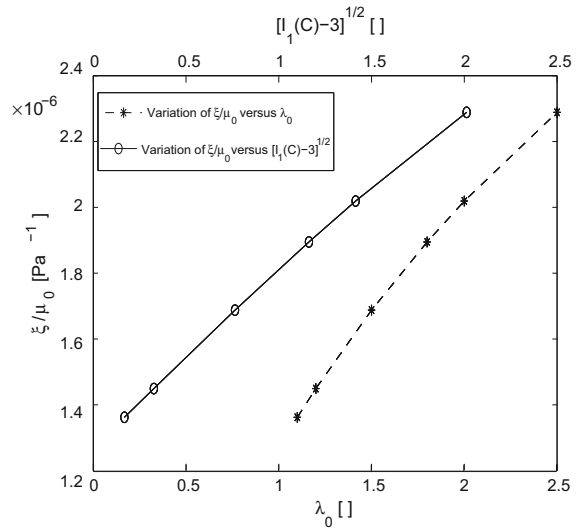 [I₁(C)−3]^1/2 [ ]
0 0.5 1 1.5 2 2.5
×10⁻⁶
2.4
2.2
2
1.8
1.6
1.4
1.2
ξ/μ₀ [Pa⁻¹]
Variation of ξ/μ₀ versus λ₀
Variation of ξ/μ₀ versus [I₁(C)−3]^1/2
0 0.5 1 1.5 2 2.5
λ₀ [ ]